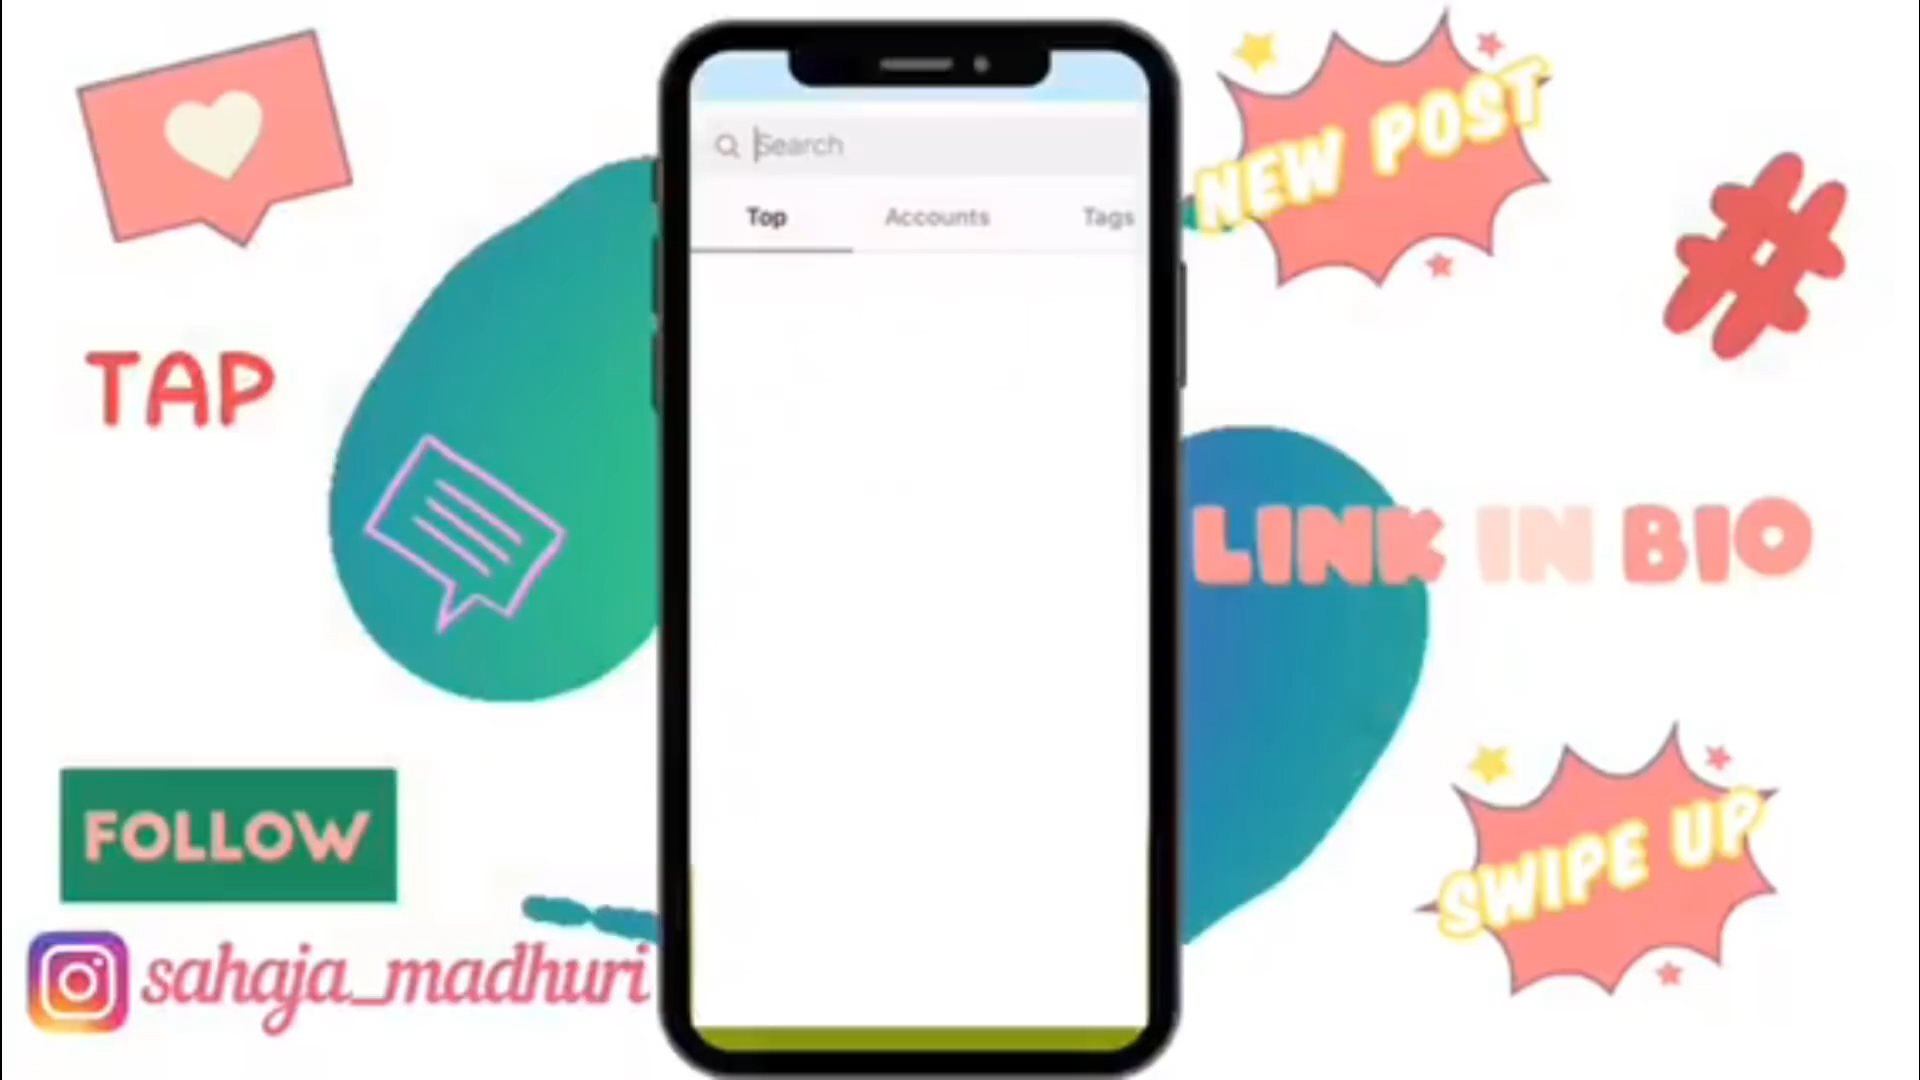 Search
Top Accounts Tags
NEW POST
#
TAP
LINK IN BIO
FOLLOW
SWIPE UP
sahaja_madhuri